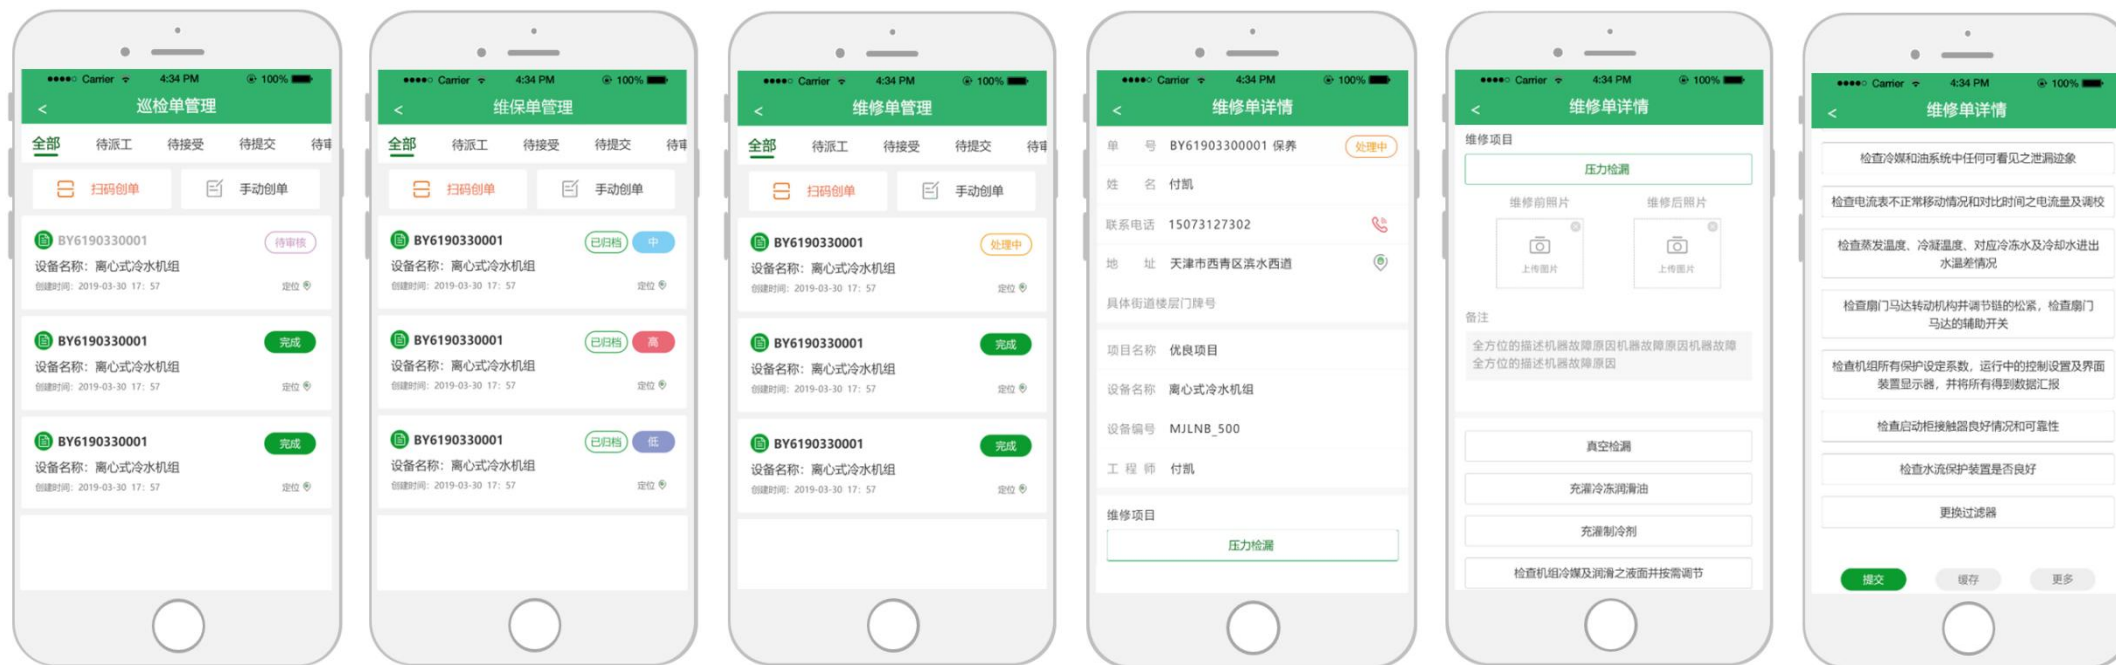 Carrier 4:34 PM 100%
< 巡检单管理
全部 待派工 待接受 待提交 待审
扫码创单 手动创单
BY6190330001 待审核
设备名称：离心式冷水机组
创建时间：2019-03-30 17：57 定位
BY6190330001 完成
设备名称：离心式冷水机组
创建时间：2019-03-30 17：57 定位
BY6190330001 完成
设备名称：离心式冷水机组
创建时间：2019-03-30 17：57 定位
Carrier 4:34 PM 100%
< 维保单管理
全部 待派工 待接受 待提交 待审
扫码创单 手动创单
BY6190330001 已归档 中
设备名称：离心式冷水机组
创建时间：2019-03-30 17：57 定位
BY6190330001 已归档 高
设备名称：离心式冷水机组
创建时间：2019-03-30 17：57 定位
BY6190330001 已归档 低
设备名称：离心式冷水机组
创建时间：2019-03-30 17：57 定位
Carrier 4:34 PM 100%
< 维修单管理
全部 待派工 待接受 待提交 待审
扫码创单 手动创单
BY6190330001 处理中
设备名称：离心式冷水机组
创建时间：2019-03-30 17：57 定位
BY6190330001 完成
设备名称：离心式冷水机组
创建时间：2019-03-30 17：57 定位
BY6190330001 完成
设备名称：离心式冷水机组
创建时间：2019-03-30 17：57 定位
Carrier 4:34 PM 100%
< 维修单详情
单号 BY61903300001 保养 处理中
姓名 付凯
联系电话 15073127302
地址 天津市西青区滨水西道
具体街道楼层门牌号
项目名称 优良项目
设备名称 离心式冷水机组
设备编号 MJLNB_500
工程师 付凯
维修项目
压力检漏
Carrier 4:34 PM 100%
< 维修单详情
维修项目
压力检漏
维修前照片 维修后照片
上传图片 上传图片
备注
全方位的描述机器故障原因机器故障原因机器故障
全方位的描述机器故障原因
真空检漏
充灌冷冻润滑油
充灌制冷剂
检查机组冷媒及润滑之液面并按需调节
Carrier 4:34 PM 100%
< 维修单详情
检查冷媒和油系统中任何可看见之泄漏迹象
检查电流表不正常移动情况和对比时间之电流量及调校
检查蒸发温度、冷凝温度、对应冷冻水及冷却水进出
水温差情况
检查扇门马达转动机构并调节链的松紧，检查扇门
马达的辅助开关
检查机组所有保护设定系数，运行中的控制设置及界面
装置显示器，并将所有得到数据汇报
检查启动柜接触器良好情况和可靠性
检查水流保护装置是否良好
更换过滤器
提交 缓存 更多